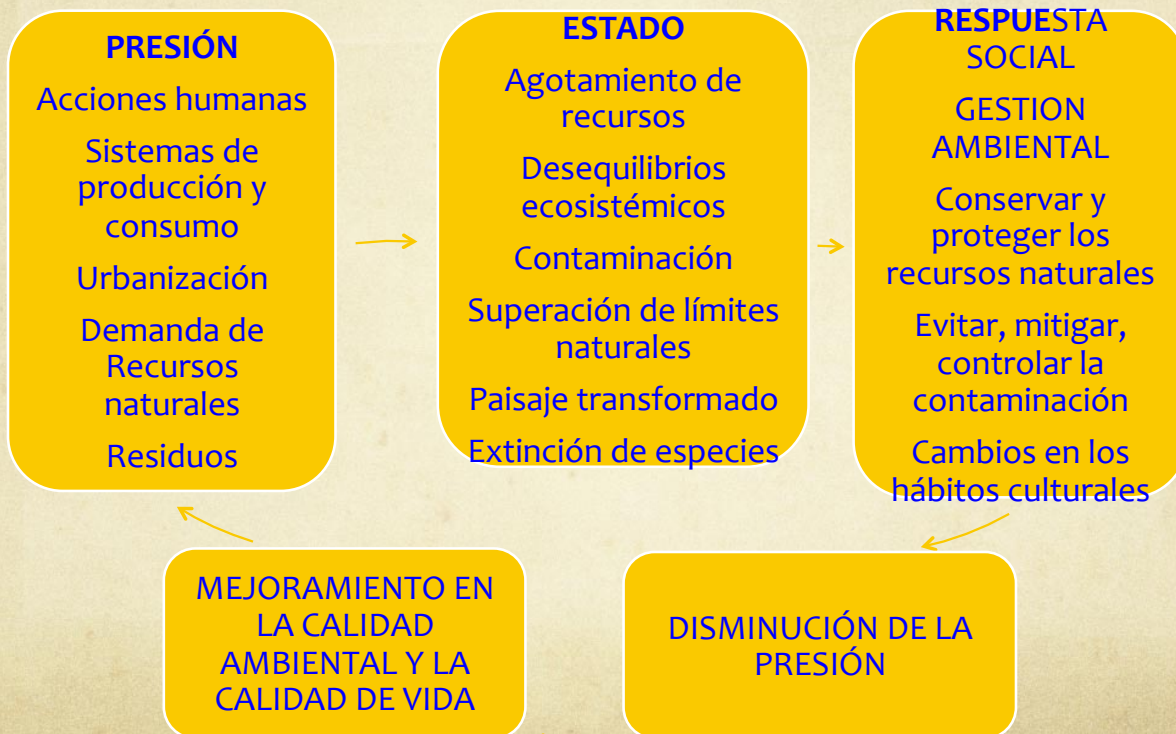 PRESIÓN
Acciones humanas
Sistemas de
producción y
consumo
Urbanización
Demanda de
Recursos
naturales
Residuos
ESTADO
Agotamiento de
recursos
Desequilibrios
ecosistémicos
Contaminación
Superación de límites
naturales
Paisaje transformado
Extinción de especies
RESPUESTA
SOCIAL
GESTION
AMBIENTAL
Conservar y
proteger los
recursos naturales
Evitar, mitigar,
controlar la
contaminación
Cambios en los
hábitos culturales
MEJORAMIENTO EN
LA CALIDAD
AMBIENTAL Y LA
CALIDAD DE VIDA
DISMINUCIÓN DE LA
PRESIÓN